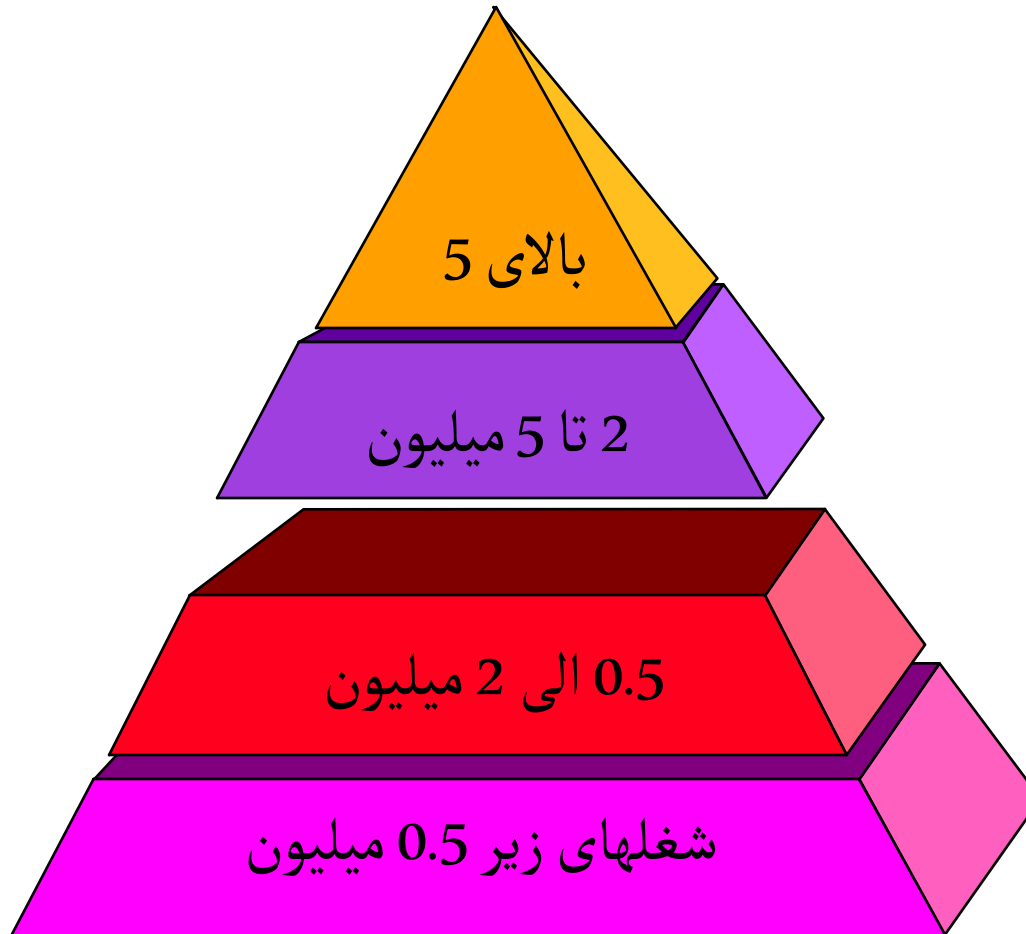 بالای 5
2 تا 5 میلیون
0.5 الی 2 میلیون
شغلهای زیر 0.5 میلیون